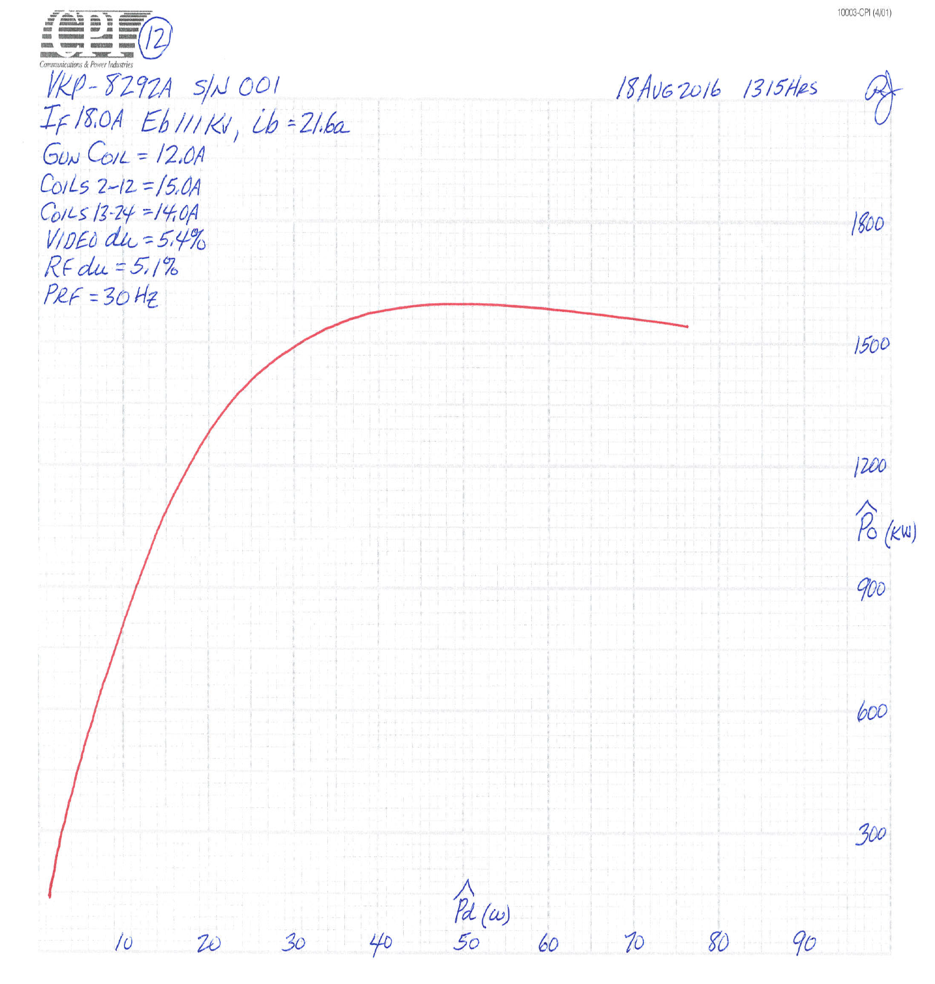 10003-CPI (4/01)
CPI
12
Communications & Power Industries
VKP-8292A S/N 001
18 AUG 2016 1315 HRS
IF 18.0A Eb 111 KV, ib = 21.6a
GUN COIL = 12.0A
COILS 2-12 = 15.0A
COILS 13-24 = 14.0A
VIDEO du = 5.4%
RF du = 5.1%
PRF = 30 HZ
1800
1500
1200
P̂o (KW)
900
600
300
P̂d (w)
10 20 30 40 50 60 70 80 90